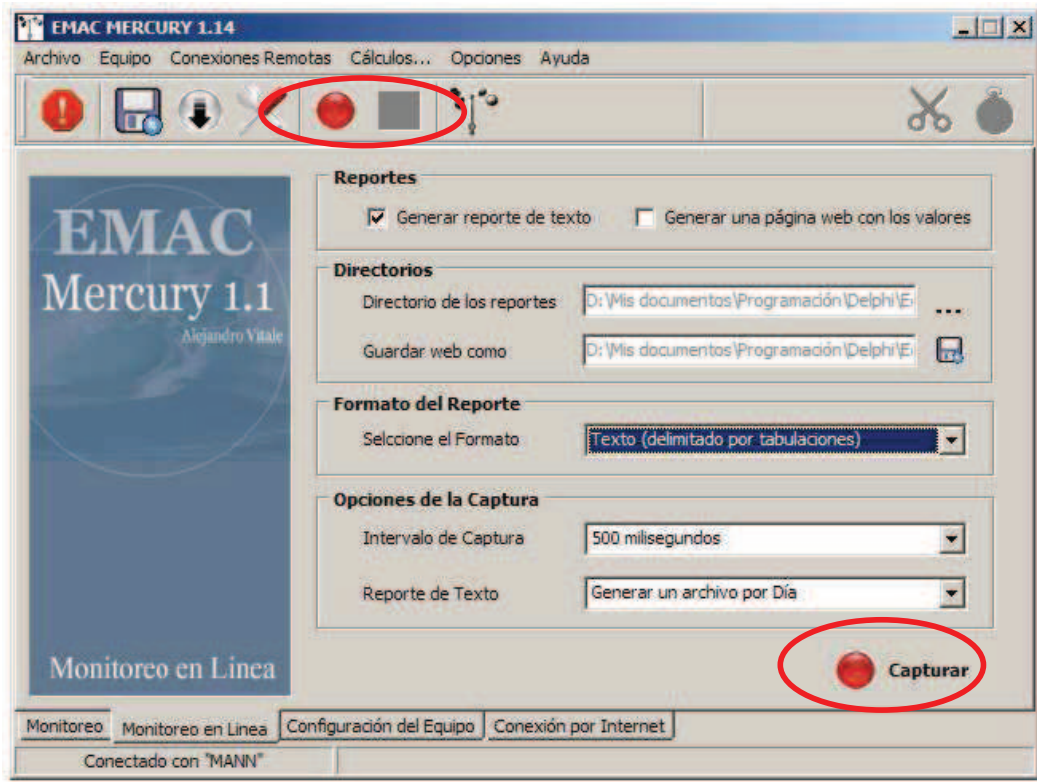 EMAC MERCURY 1.14
Archivo Equipo Conexiones Remotas Cálculos... Opciones Ayuda
EMAC
Mercury 1.1
Alejandro Vitale
Monitoreo en Linea
Reportes
Generar reporte de texto Generar una página web con los valores
Directorios
Directorio de los reportes D:\Mis documentos\Programación\Delphi\E
...
Guardar web como D:\Mis documentos\Programación\Delphi\E
Formato del Reporte
Selccione el Formato Texto (delimitado por tabulaciones)
Opciones de la Captura
Intervalo de Captura 500 milisegundos
Reporte de Texto Generar un archivo por Día
Capturar
Monitoreo Monitoreo en Linea Configuración del Equipo Conexión por Internet
Conectado con "MANN"